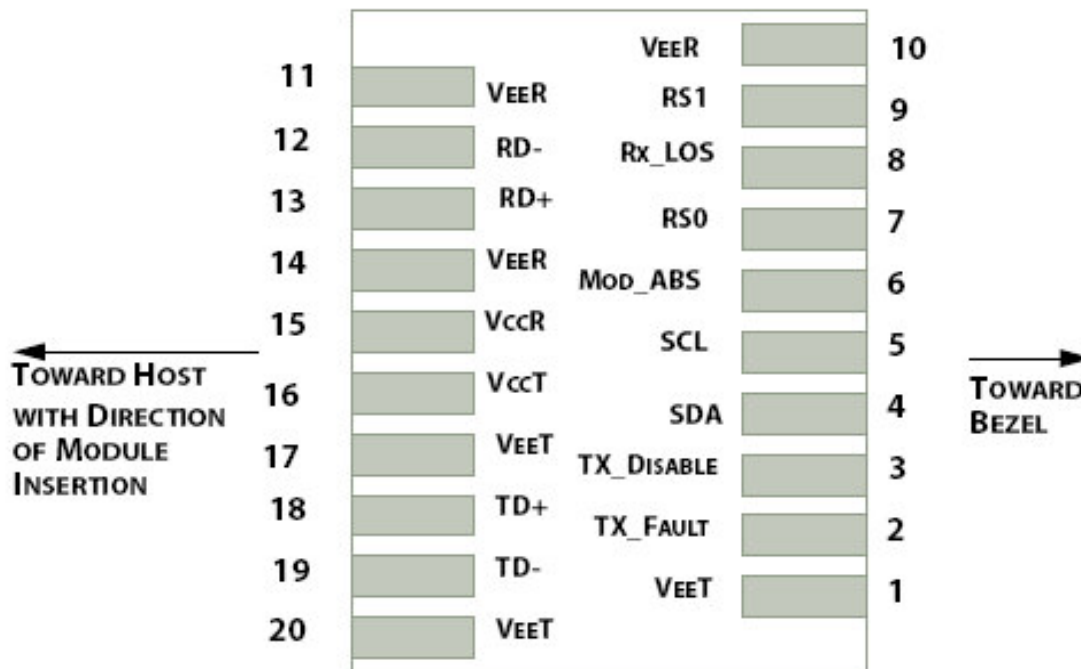 VEER 10
11 VEER
RS1 9
12 RD-
Rx_LOS 8
13 RD+
RS0 7
14 VEER
MOD_ABS 6
15 VccR
SCL 5
TOWARD HOST
WITH DIRECTION
OF MODULE
INSERTION
TOWARD
BEZEL
16 VccT
SDA 4
17 VEET
TX_DISABLE 3
18 TD+
TX_FAULT 2
19 TD-
VEET 1
20 VEET